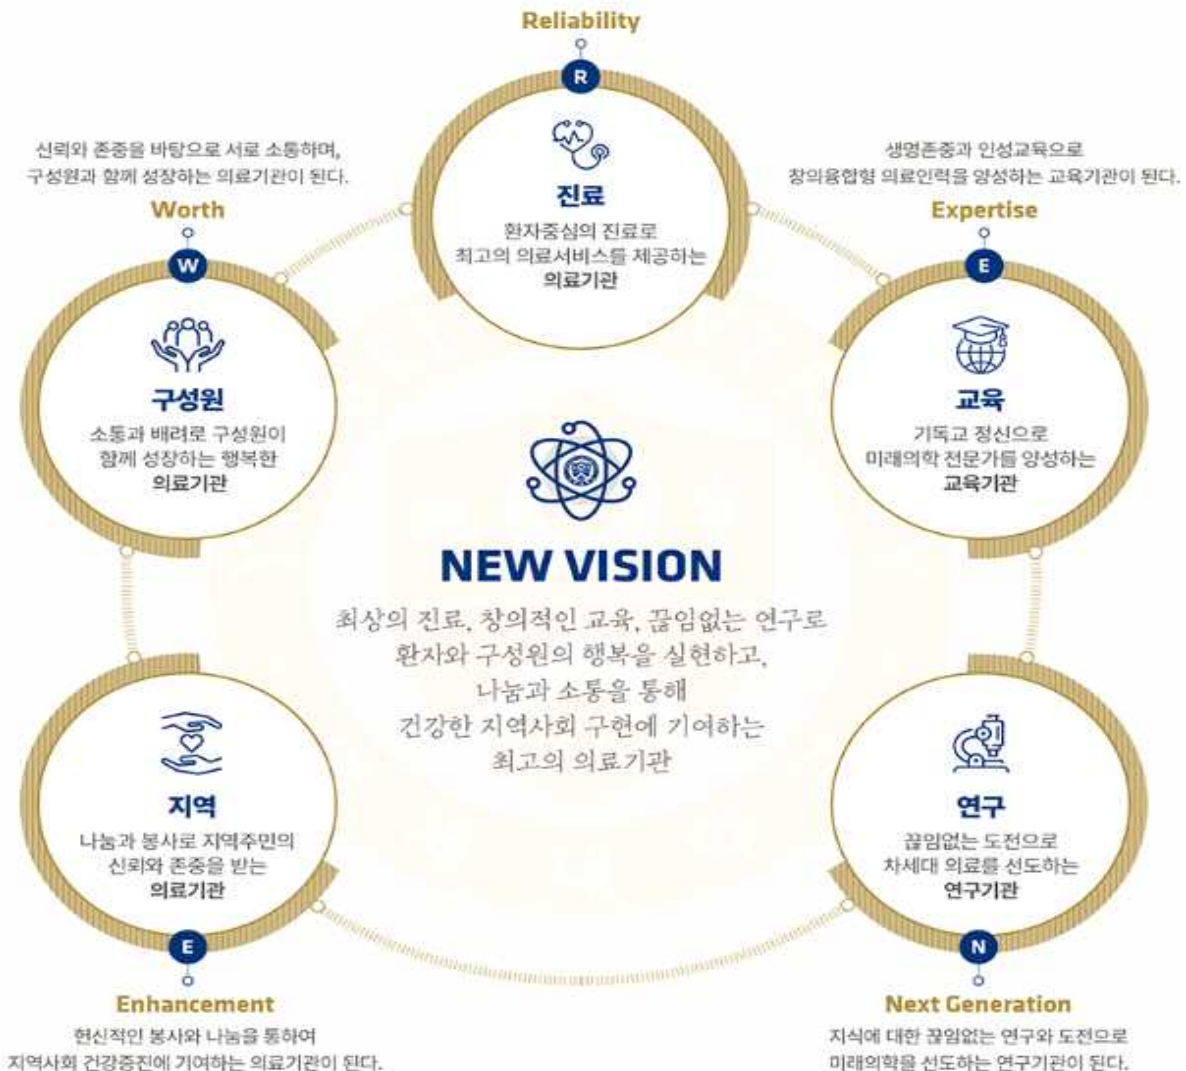 Reliability
R
진료
환자중심의 진료로
최고의 의료서비스를 제공하는
의료기관
신뢰와 존중을 바탕으로 서로 소통하며,
구성원과 함께 성장하는 의료기관이 된다.
Worth
W
구성원
소통과 배려로 구성원이
함께 성장하는 행복한
의료기관
생명존중과 인성교육으로
창의융합형 의료인력을 양성하는 교육기관이 된다.
Expertise
E
교육
기독교 정신으로
미래의학 전문가를 양성하는
교육기관
NEW VISION
최상의 진료, 창의적인 교육, 끊임없는 연구로
환자와 구성원의 행복을 실현하고,
나눔과 소통을 통해
건강한 지역사회 구현에 기여하는
최고의 의료기관
지역
나눔과 봉사로 지역주민의
신뢰와 존중을 받는
의료기관
E
Enhancement
헌신적인 봉사와 나눔을 통하여
지역사회 건강증진에 기여하는 의료기관이 된다.
연구
끊임없는 도전으로
차세대 의료를 선도하는
연구기관
N
Next Generation
지식에 대한 끊임없는 연구와 도전으로
미래의학을 선도하는 연구기관이 된다.